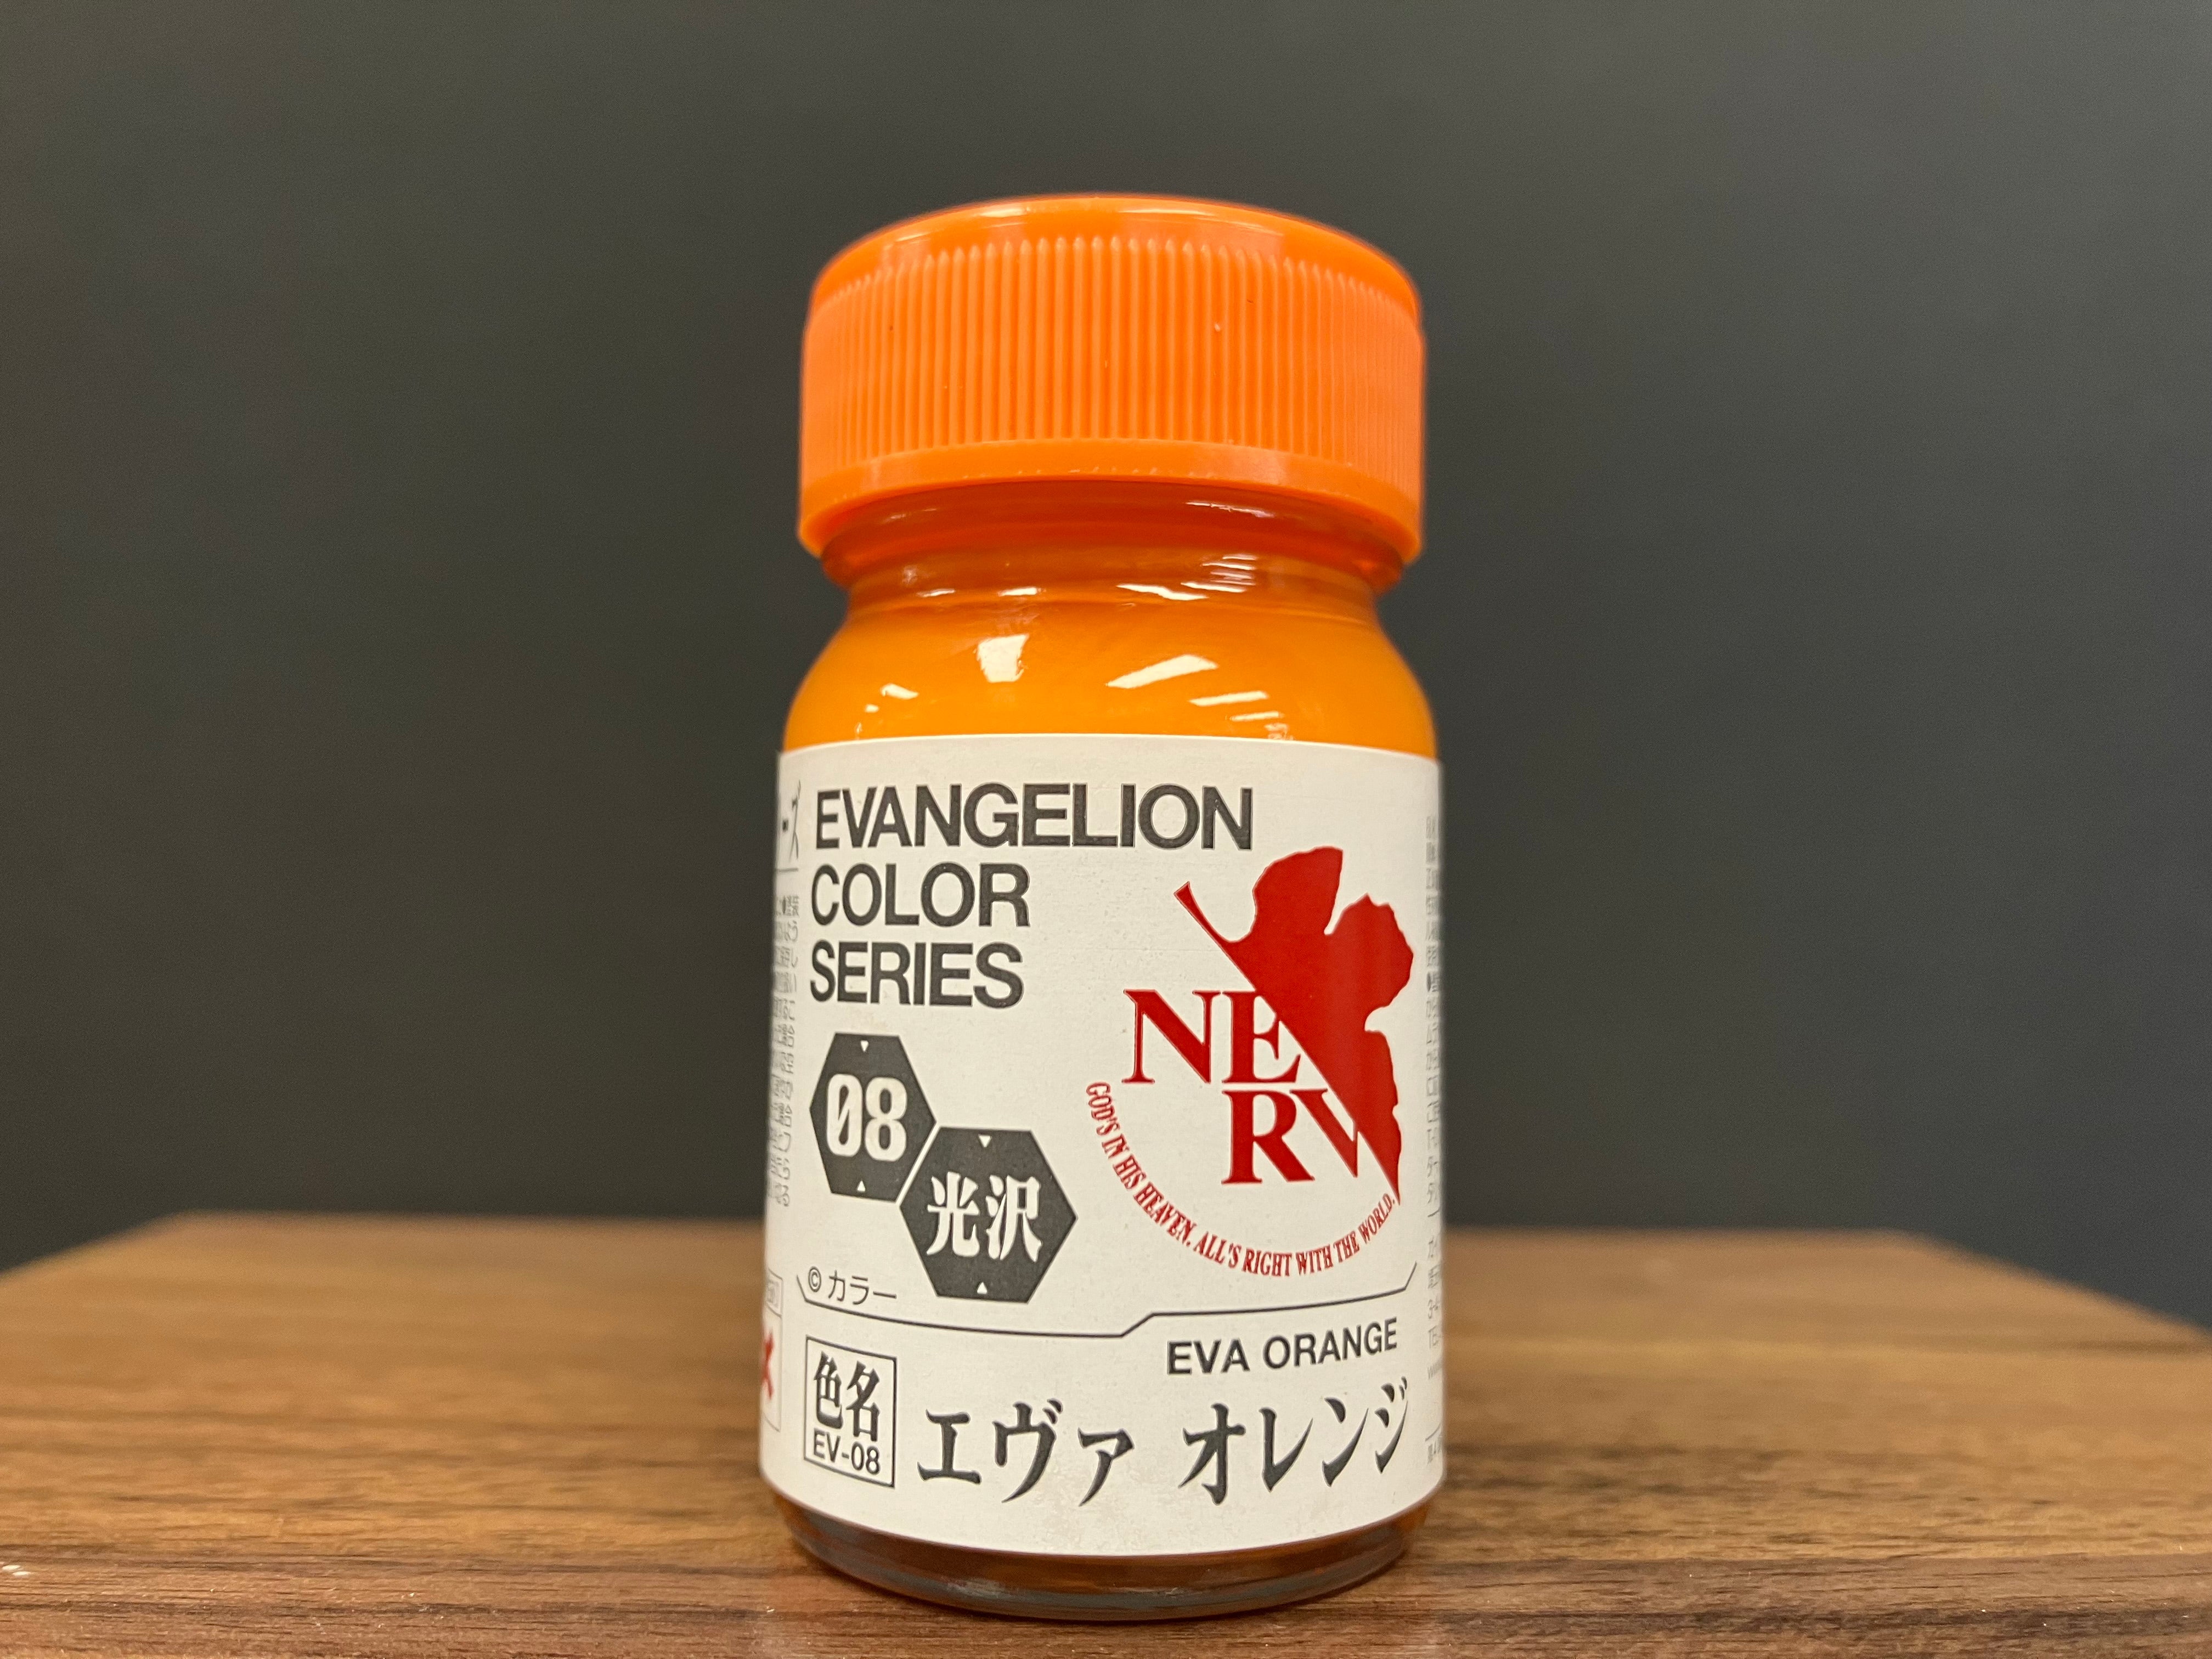 EVANGELION
COLOR
SERIES
NERV
GOD'S IN HIS HEAVEN. ALL'S RIGHT WITH THE WORLD.
08
光沢
© カラー
EVA ORANGE
色名
EV-08
エヴァ オレンジ